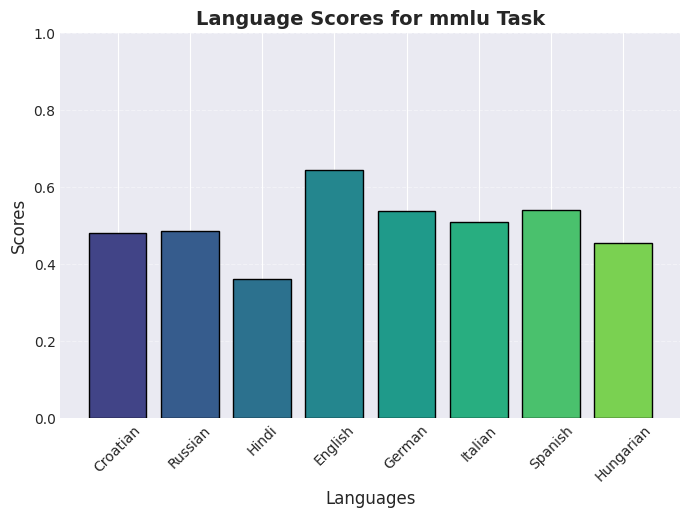 Language Scores for mmlu Task
1.0
0.8
0.6
0.4
0.2
0.0
Scores
Croatian
Russian
Hindi
English
German
Italian
Spanish
Hungarian
Languages